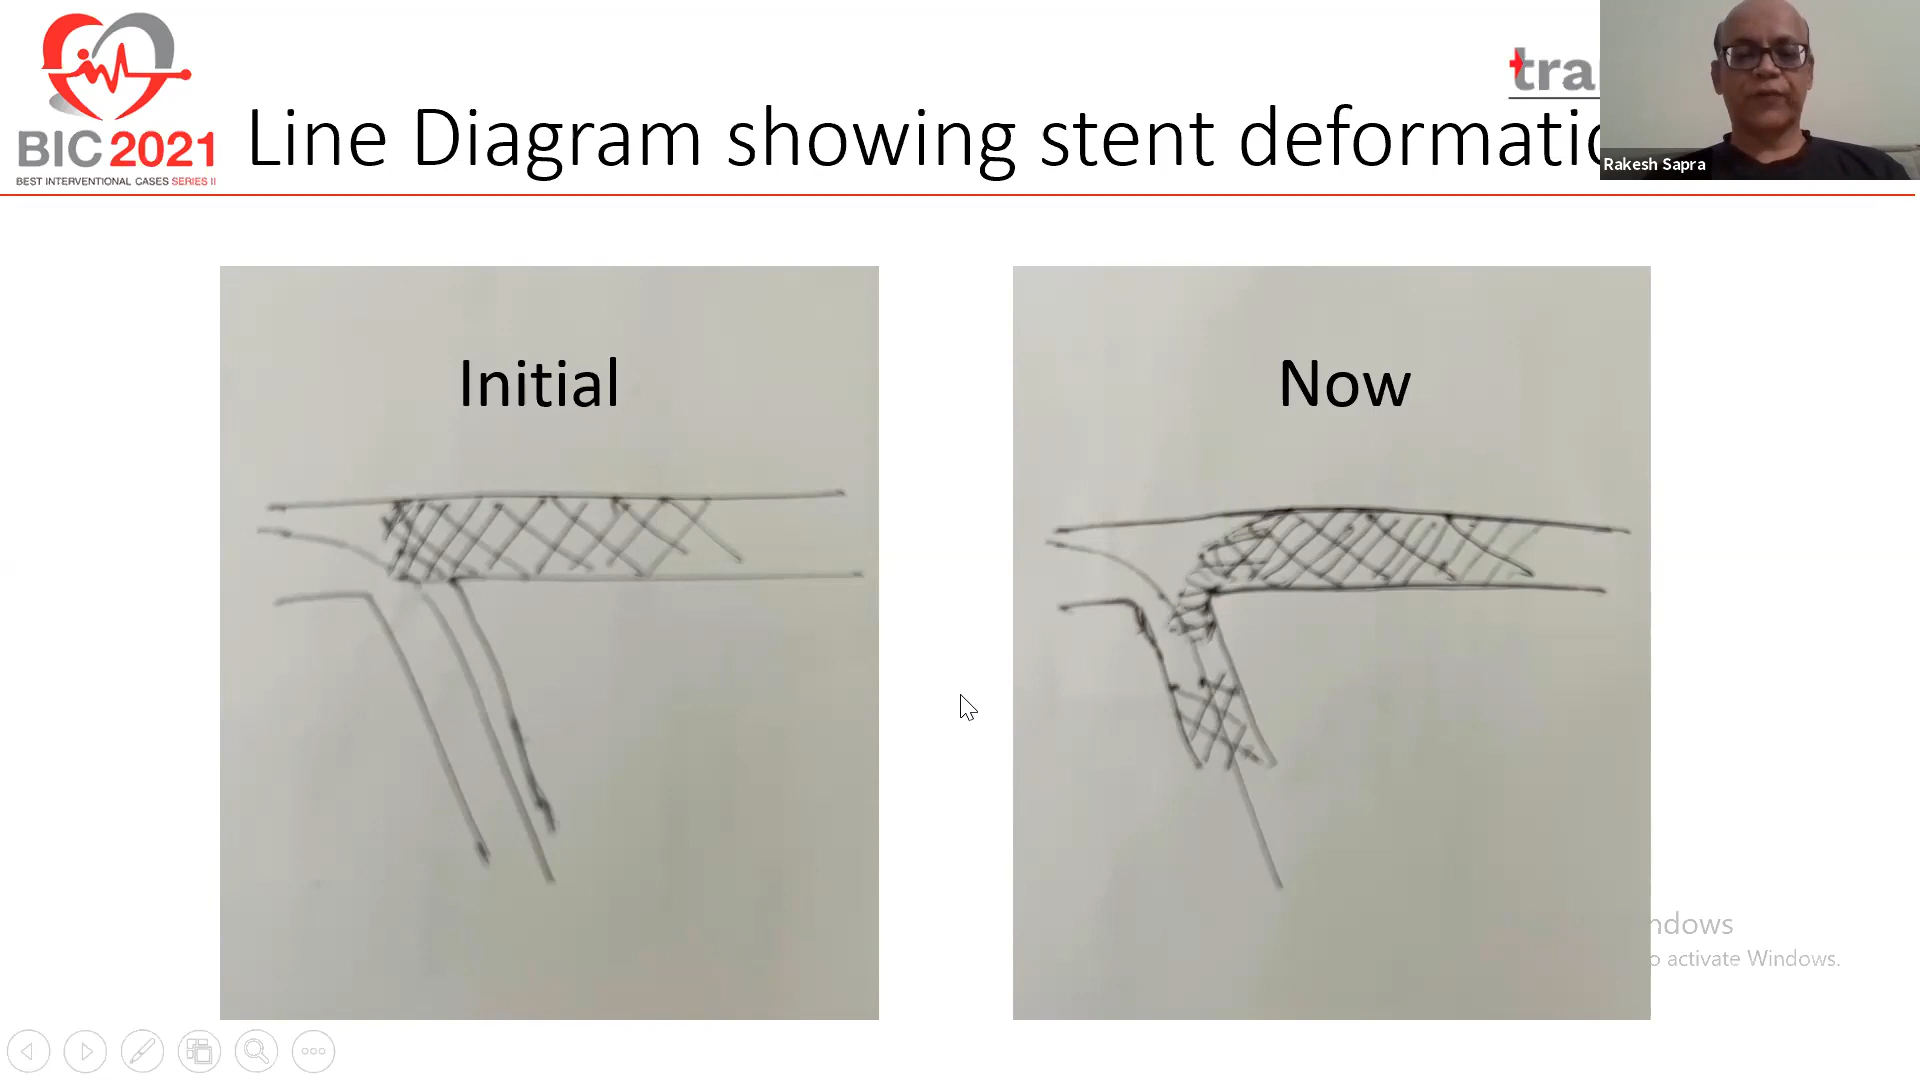 BIC 2021
BEST INTERVENTIONAL CASES SERIES II
tra
Line Diagram showing stent deformatio
Rakesh Sapra
Initial
Now
ndows
o activate Windows.